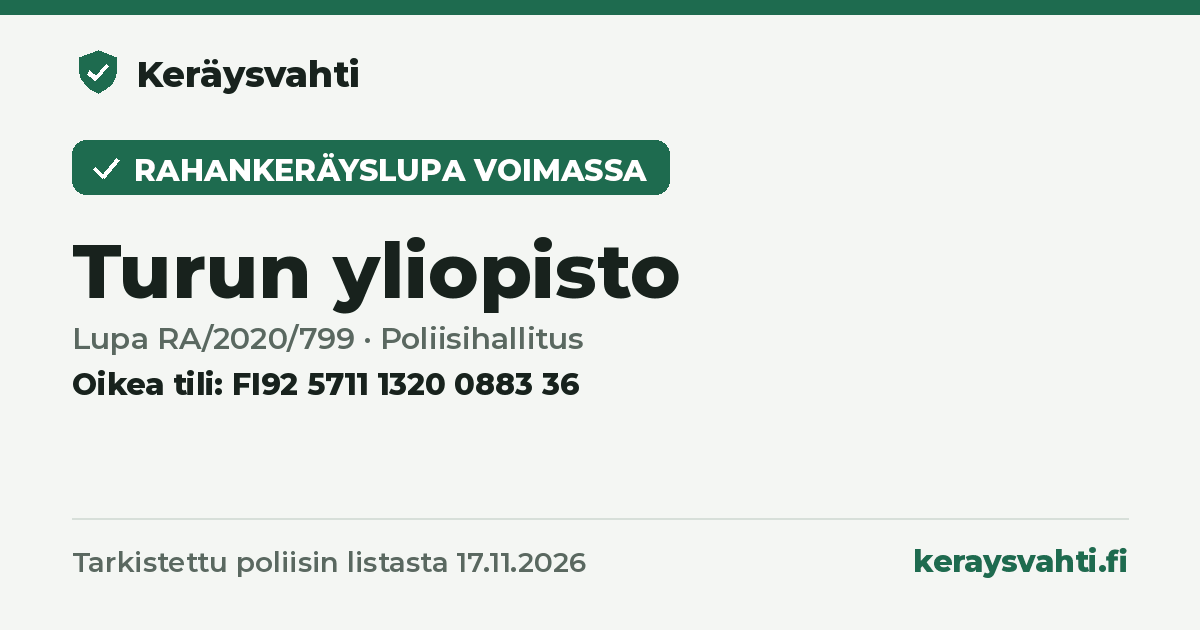 Keräysvahti
RAHANKERÄYSLUPA VOIMASSA
Turun yliopisto
Lupa RA/2020/799 · Poliisihallitus
Oikea tili: FI92 5711 1320 0883 36
Tarkistettu poliisin listasta 17.11.2026
keraysvahti.fi